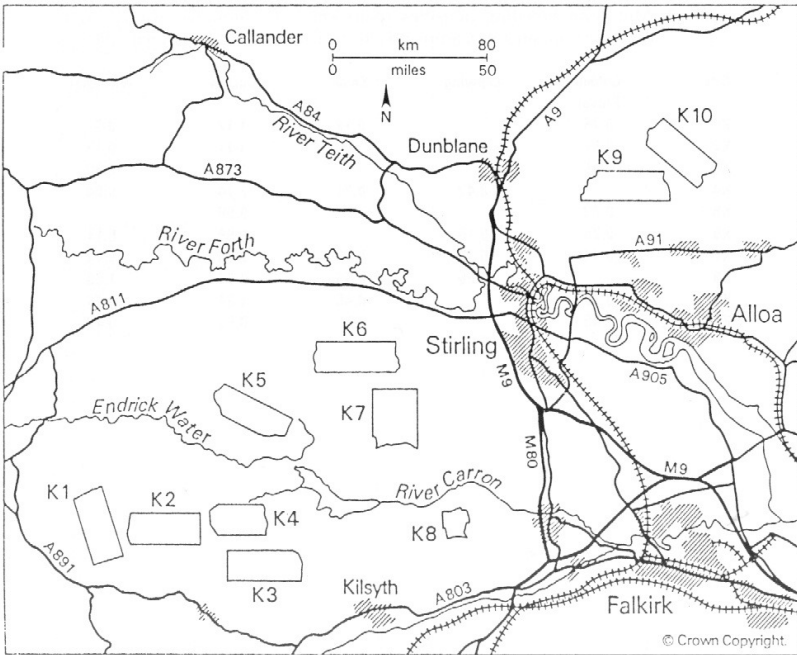 Callander
0 km 80
0 miles 50
N
A84
River Teith
Dunblane
A9
K10
K9
A873
River Forth
A91
A811
Alloa
K6
Stirling
M9
K5
K7
A905
Endrick Water
M80
M9
River Carron
K1
K2
K4
K8
A891
K3
Kilsyth
A803
Falkirk
© Crown Copyright.